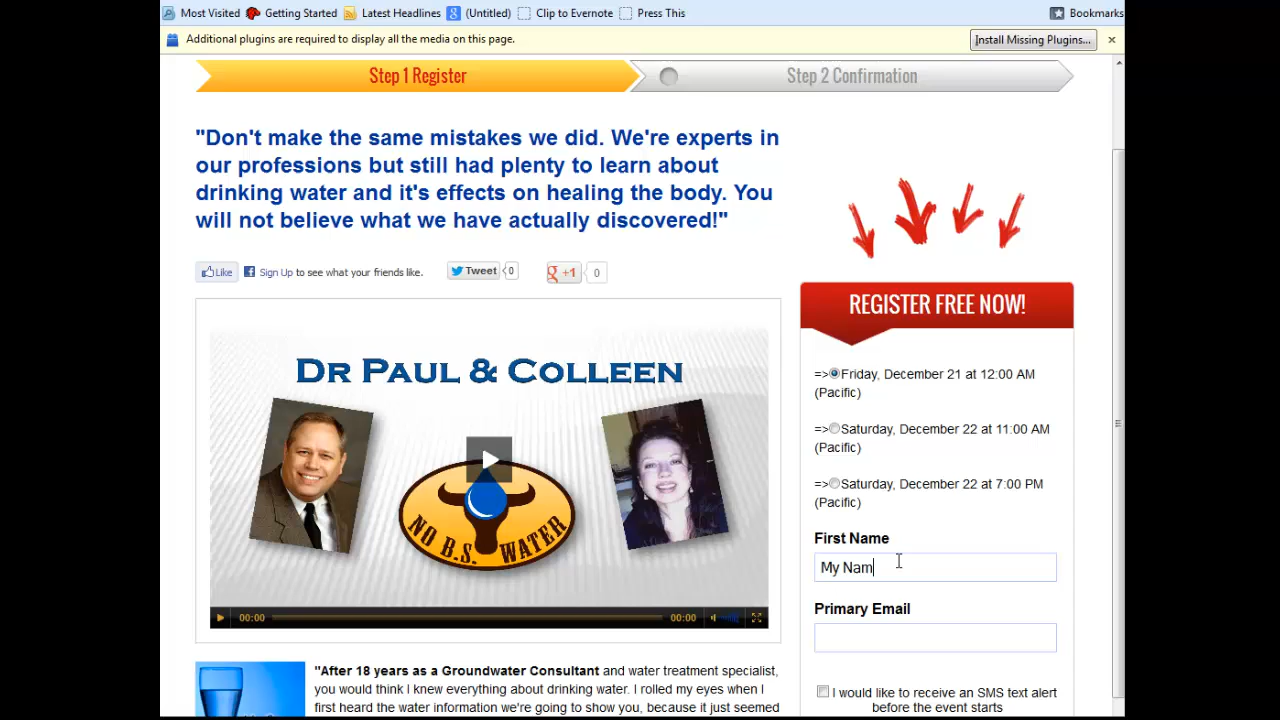 Most Visited Getting Started Latest Headlines (Untitled) Clip to Evernote Press This Bookmarks
Additional plugins are required to display all the media on this page. Install Missing Plugins...
Step 1 Register Step 2 Confirmation
"Don't make the same mistakes we did. We're experts in
our professions but still had plenty to learn about
drinking water and it's effects on healing the body. You
will not believe what we have actually discovered!"
Like Sign Up to see what your friends like. Tweet 0 +1 0
DR PAUL & COLLEEN
NO B.S. WATER
00:00 00:00
"After 18 years as a Groundwater Consultant and water treatment specialist,
you would think I knew everything about drinking water. I rolled my eyes when I
first heard the water information we're going to show you, because it just seemed
REGISTER FREE NOW!
=>Friday, December 21 at 12:00 AM
(Pacific)
=>Saturday, December 22 at 11:00 AM
(Pacific)
=>Saturday, December 22 at 7:00 PM
(Pacific)
First Name
My Nam
Primary Email
I would like to receive an SMS text alert
before the event starts